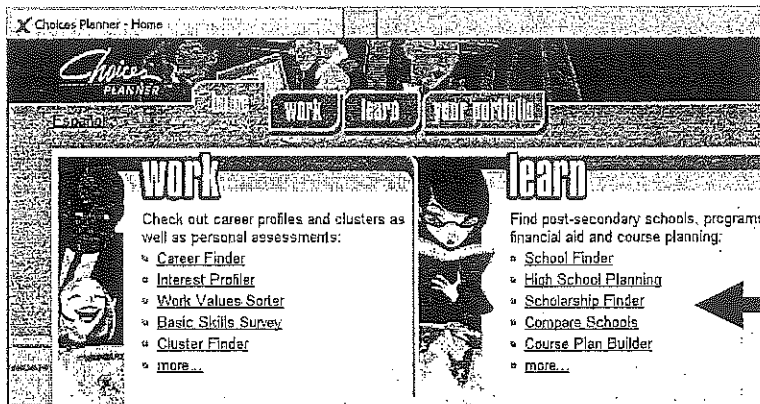 Choices Planner - Home
Choices
PLANNER
home
work
learn
your portfolio
Español
work
Check out career profiles and clusters as
well as personal assessments:
Career Finder
Interest Profiler
Work Values Sorter
Basic Skills Survey
Cluster Finder
more...
learn
Find post-secondary schools, programs
financial aid and course planning:
School Finder
High School Planning
Scholarship Finder
Compare Schools
Course Plan Builder
more...